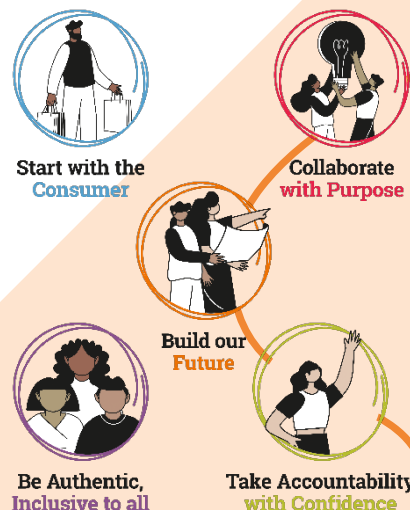 Start with the
Consumer
Collaborate
with Purpose
Build our
Future
Be Authentic,
Inclusive to all
Take Accountability
with Confidence